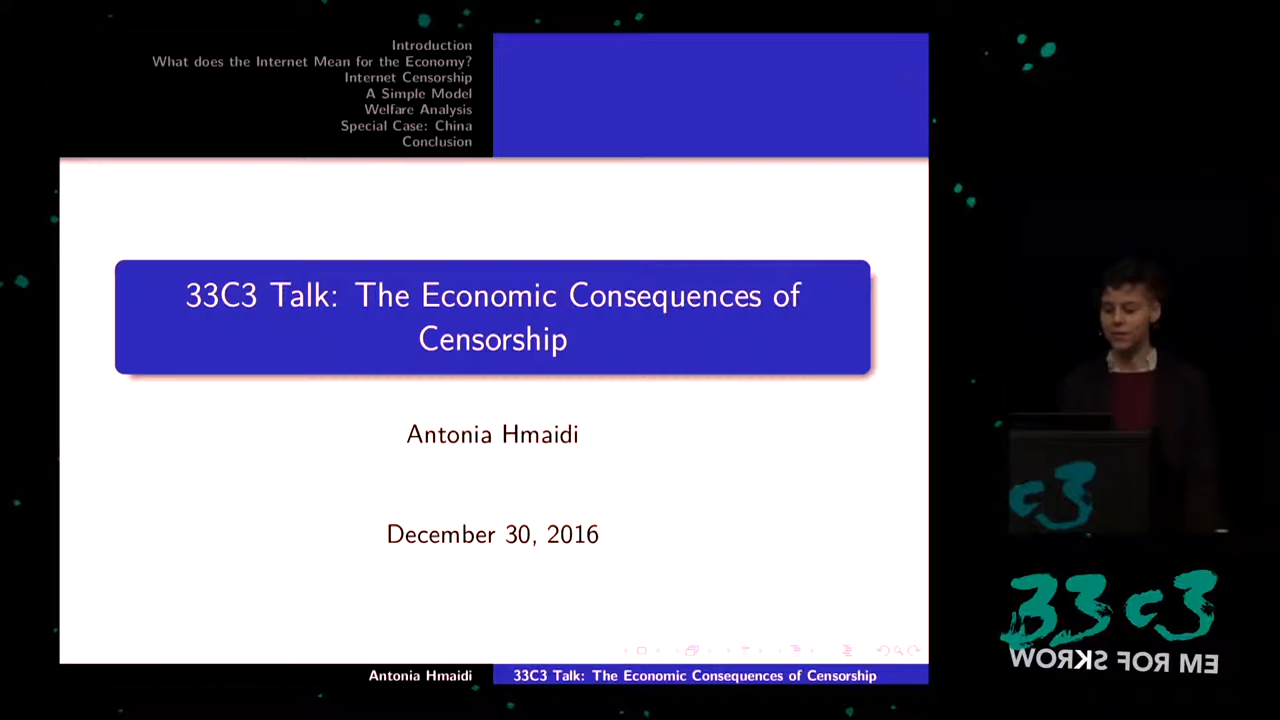 Introduction
What does the Internet Mean for the Economy?
Internet Censorship
A Simple Model
Welfare Analysis
Special Case: China
Conclusion
33C3 Talk: The Economic Consequences of
Censorship
Antonia Hmaidi
December 30, 2016
Antonia Hmaidi
33C3 Talk: The Economic Consequences of Censorship
c3
33c3
WORKS FOR ME